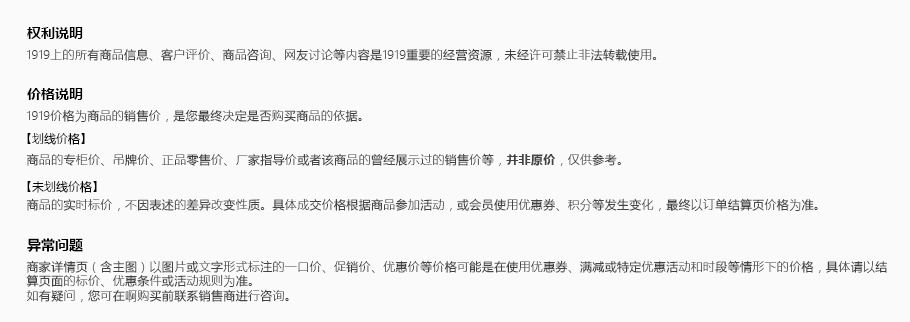 权利说明
1919上的所有商品信息、客户评价、商品咨询、网友讨论等内容是1919重要的经营资源，未经许可禁止非法转载使用。
价格说明
1919价格为商品的销售价，是您最终决定是否购买商品的依据。
【划线价格】
商品的专柜价、吊牌价、正品零售价、厂家指导价或者该商品的曾经展示过的销售价等，并非原价，仅供参考。
【未划线价格】
商品的实时标价，不因表述的差异改变性质。具体成交价格根据商品参加活动，或会员使用优惠券、积分等发生变化，最终以订单结算页价格为准。
异常问题
商家详情页（含主图）以图片或文字形式标注的一口价、促销价、优惠价等价格可能是在使用优惠券、满减或特定优惠活动和时段等情形下的价格，具体请以结
算页面的标价、优惠条件或活动规则为准。
如有疑问，您可在啊购买前联系销售商进行咨询。